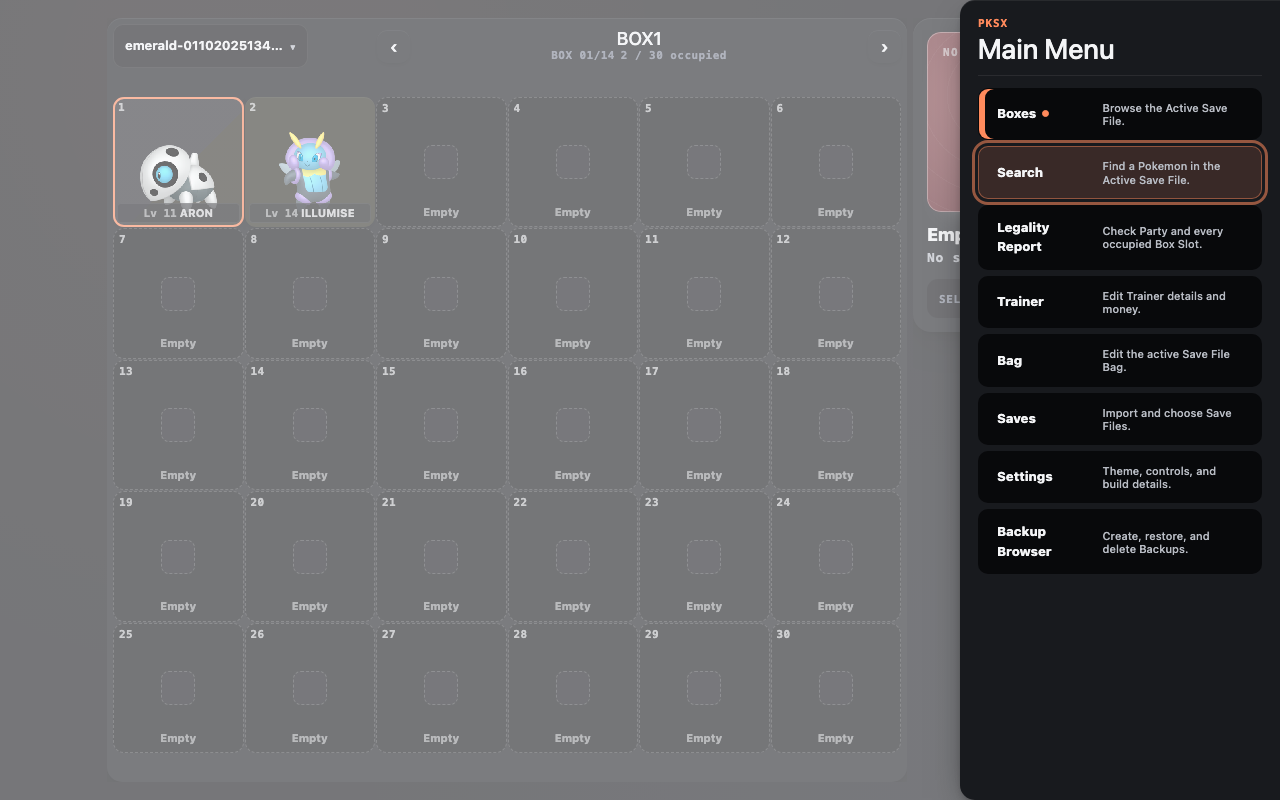 emerald-01102025134... ▾
‹
BOX1
BOX 01/14 2 / 30 occupied
›
1
Lv 11 ARON
2
Lv 14 ILLUMISE
3
Empty
4
Empty
5
Empty
6
Empty
7
Empty
8
Empty
9
Empty
10
Empty
11
Empty
12
Empty
13
Empty
14
Empty
15
Empty
16
Empty
17
Empty
18
Empty
19
Empty
20
Empty
21
Empty
22
Empty
23
Empty
24
Empty
25
Empty
26
Empty
27
Empty
28
Empty
29
Empty
30
Empty
NO
No s
PKSX
Main Menu
Boxes
Browse the Active Save
File.
Search
Find a Pokemon in the
Active Save File.
Legality
Report
Check Party and every
occupied Box Slot.
Trainer
Edit Trainer details and
money.
Bag
Edit the active Save File
Bag.
Saves
Import and choose Save
Files.
Settings
Theme, controls, and
build details.
Backup
Browser
Create, restore, and
delete Backups.